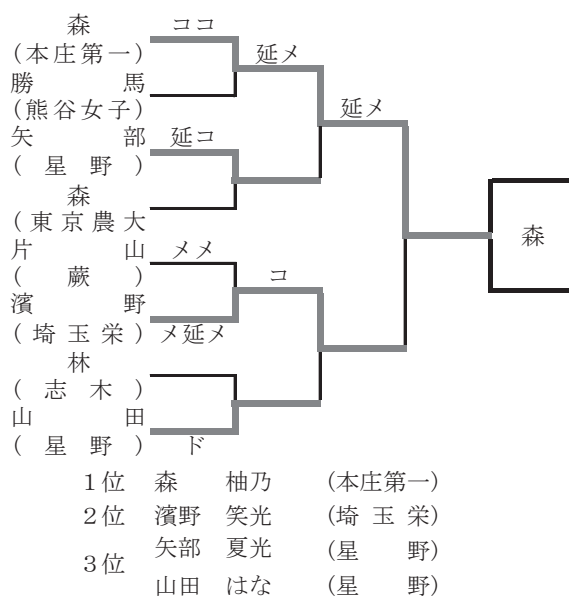 森 ココ
(本庄第一) 延メ
勝馬
(熊谷女子) 延メ
矢部 延コ
(星野)
森
(東京農大
片山 メメ
(蕨) コ
濱野
(埼玉栄) メ延メ
林
(志木)
山田
(星野) ド
森
1位 森 柚乃 (本庄第一)
2位 濱野 笑光 (埼玉栄)
3位 矢部 夏光 (星野)
山田 はな (星野)